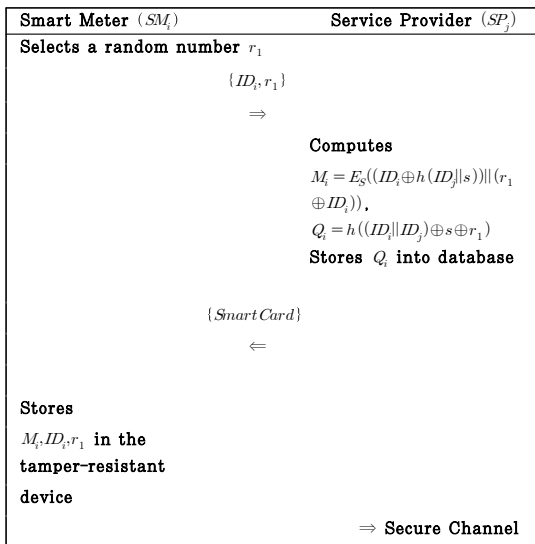 Smart Meter (SM_i) Service Provider (SP_j)
Selects a random number r_1
{ID_i, r_1}
⇒
Computes
M_i = E_S((ID_i⊕h(ID_j||s))||(r_1
⊕ID_i)),
Q_i = h((ID_i||ID_j)⊕s⊕r_1)
Stores Q_i into database
{SmartCard}
⇐
Stores
M_i,ID_i,r_1 in the
tamper-resistant
device
⇒ Secure Channel